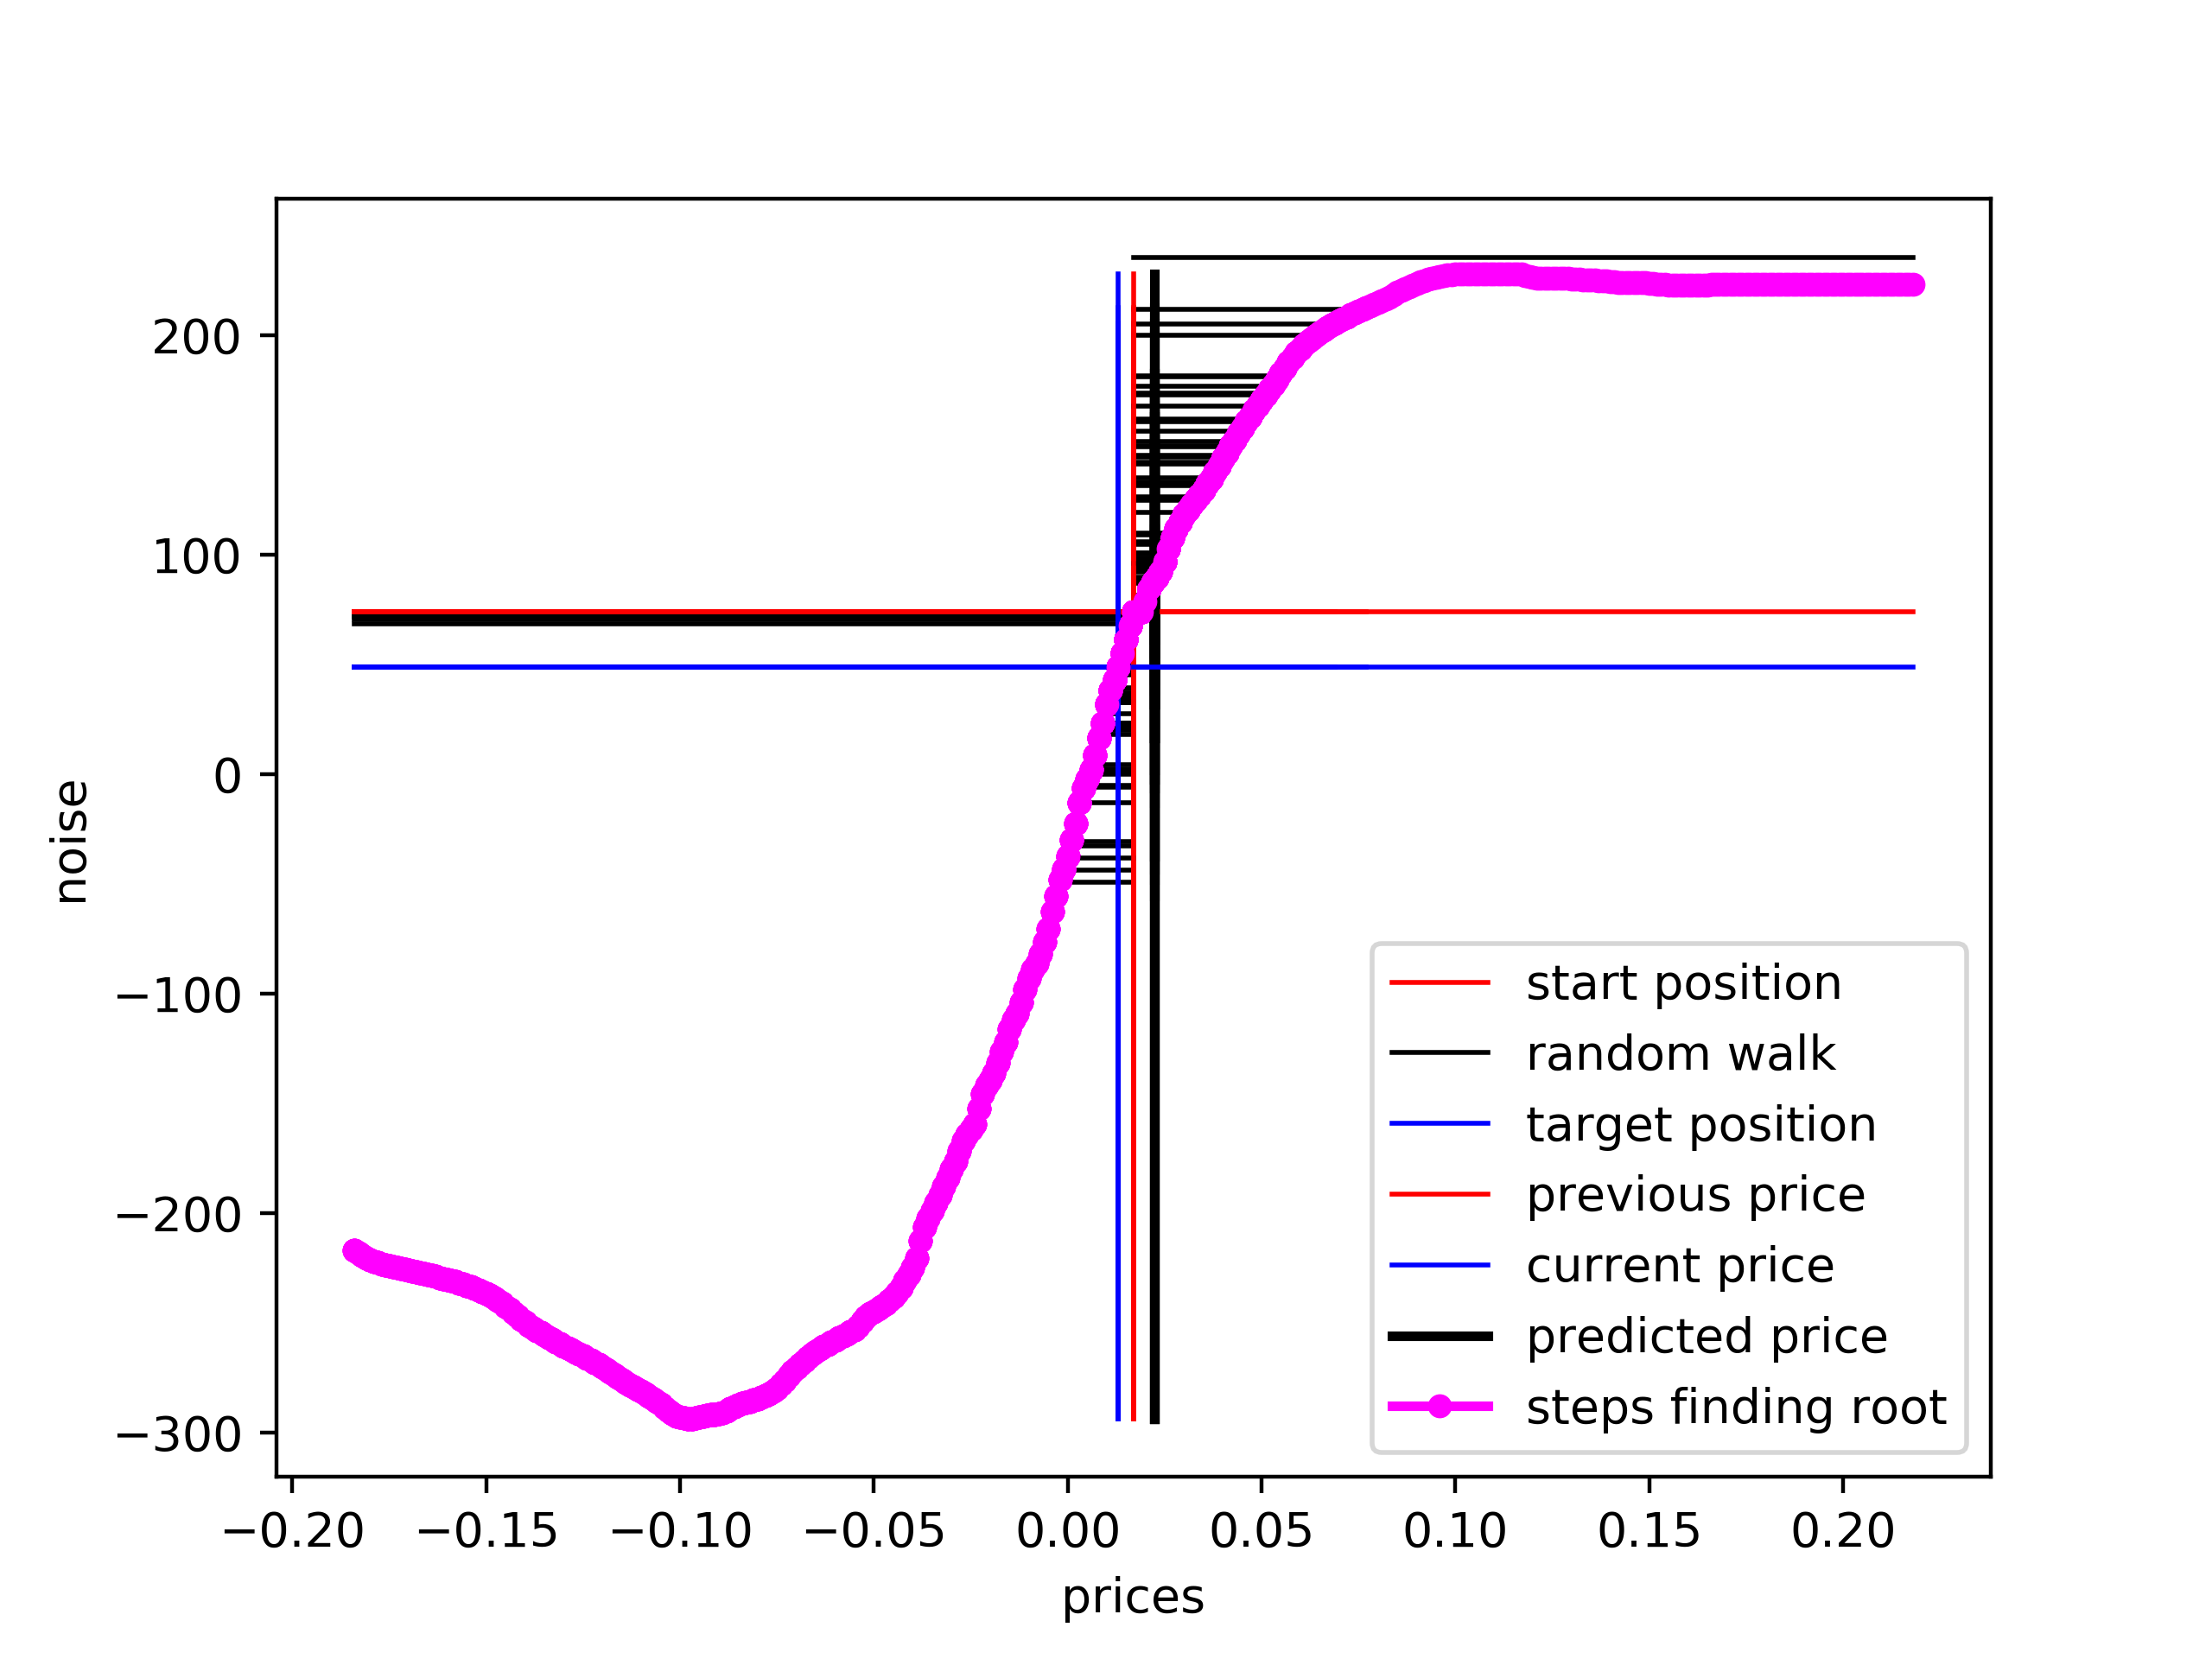 200
100
0
−100
−200
−300
noise
−0.20 −0.15 −0.10 −0.05 0.00 0.05 0.10 0.15 0.20
prices
start position
random walk
target position
previous price
current price
predicted price
steps finding root